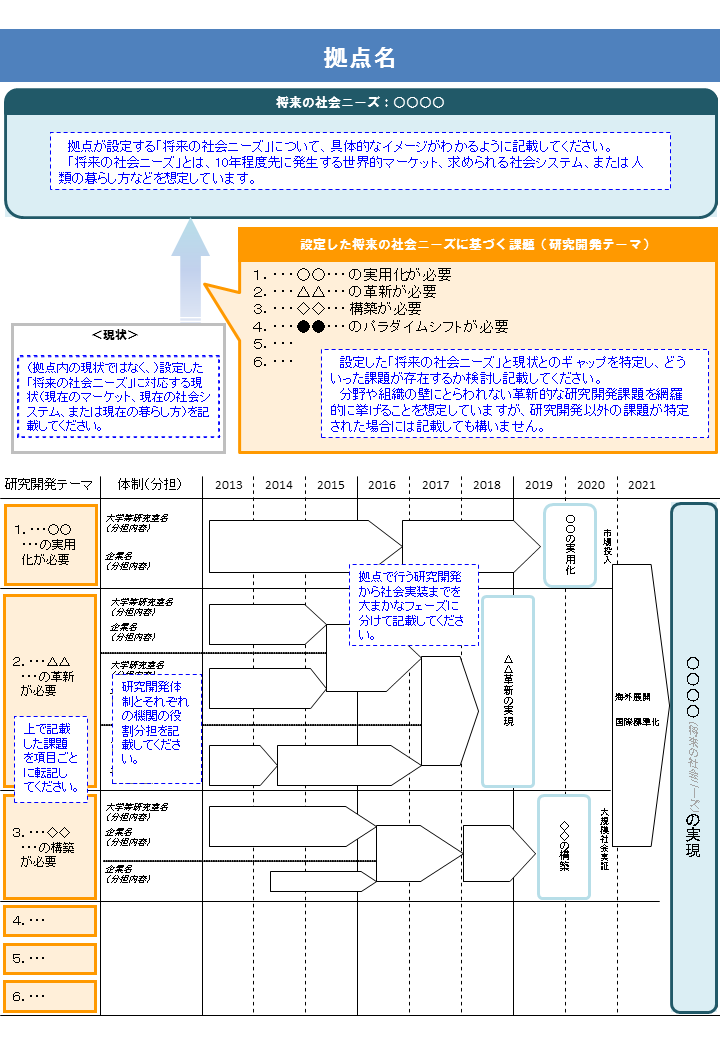 拠点名
将来の社会ニーズ：〇〇〇〇
拠点が設定する「将来の社会ニーズ」について、具体的なイメージがわかるように記載してください。
「将来の社会ニーズ」とは、10年程度先に発生する世界的マーケット、求められる社会システム、または人
類の暮らし方などを想定しています。
設定した将来の社会ニーズに基づく課題（研究開発テーマ）
1．・・・〇〇・・・の実用化が必要
2．・・・△△・・・の革新が必要
3．・・・◇◇・・・構築が必要
4．・・・●●・・・のパラダイムシフトが必要
5．・・・
6．・・・
設定した「将来の社会ニーズ」と現状とのギャップを特定し、どう
いった課題が存在するか検討し記載してください。
分野や組織の壁にとらわれない革新的な研究開発課題を網羅
的に挙げることを想定していますが、研究開発以外の課題が特定
された場合には記載しても構いません。
＜現状＞
（拠点内の現状ではなく、）設定した
「将来の社会ニーズ」に対応する現
状（現在のマーケット、現在の社会シ
ステム、または現在の暮らし方）を記
載してください。
研究開発テーマ 体制（分担） 2013 2014 2015 2016 2017 2018 2019 2020 2021
1．・・・〇〇
・・・の実用
化が必要
大学等研究室名
（分担内容）
企業名
（分担内容）
〇〇の実用化
市場投入
拠点で行う研究開発
から社会実装までを
大まかなフェーズに
分けて記載してくださ
い。
2．・・・△△
・・・の革新
が必要
大学等研究室名
（分担内容）
企業名
（分担内容）
大学等研究室名
研究開発体
制とそれぞれ
の機関の役
割分担を記
載してくださ
い。
△△革新の実現
上で記載
した課題
を項目ごと
に転記し
てください。
海外展開
国際標準化
3．・・・◇◇
・・・の構築
が必要
大学等研究室名
（分担内容）
企業名
（分担内容）
企業名
（分担内容）
◇◇の構築
大規模社会実証
4．・・・
5．・・・
6．・・・
〇〇〇〇（将来の社会ニーズ）の実現